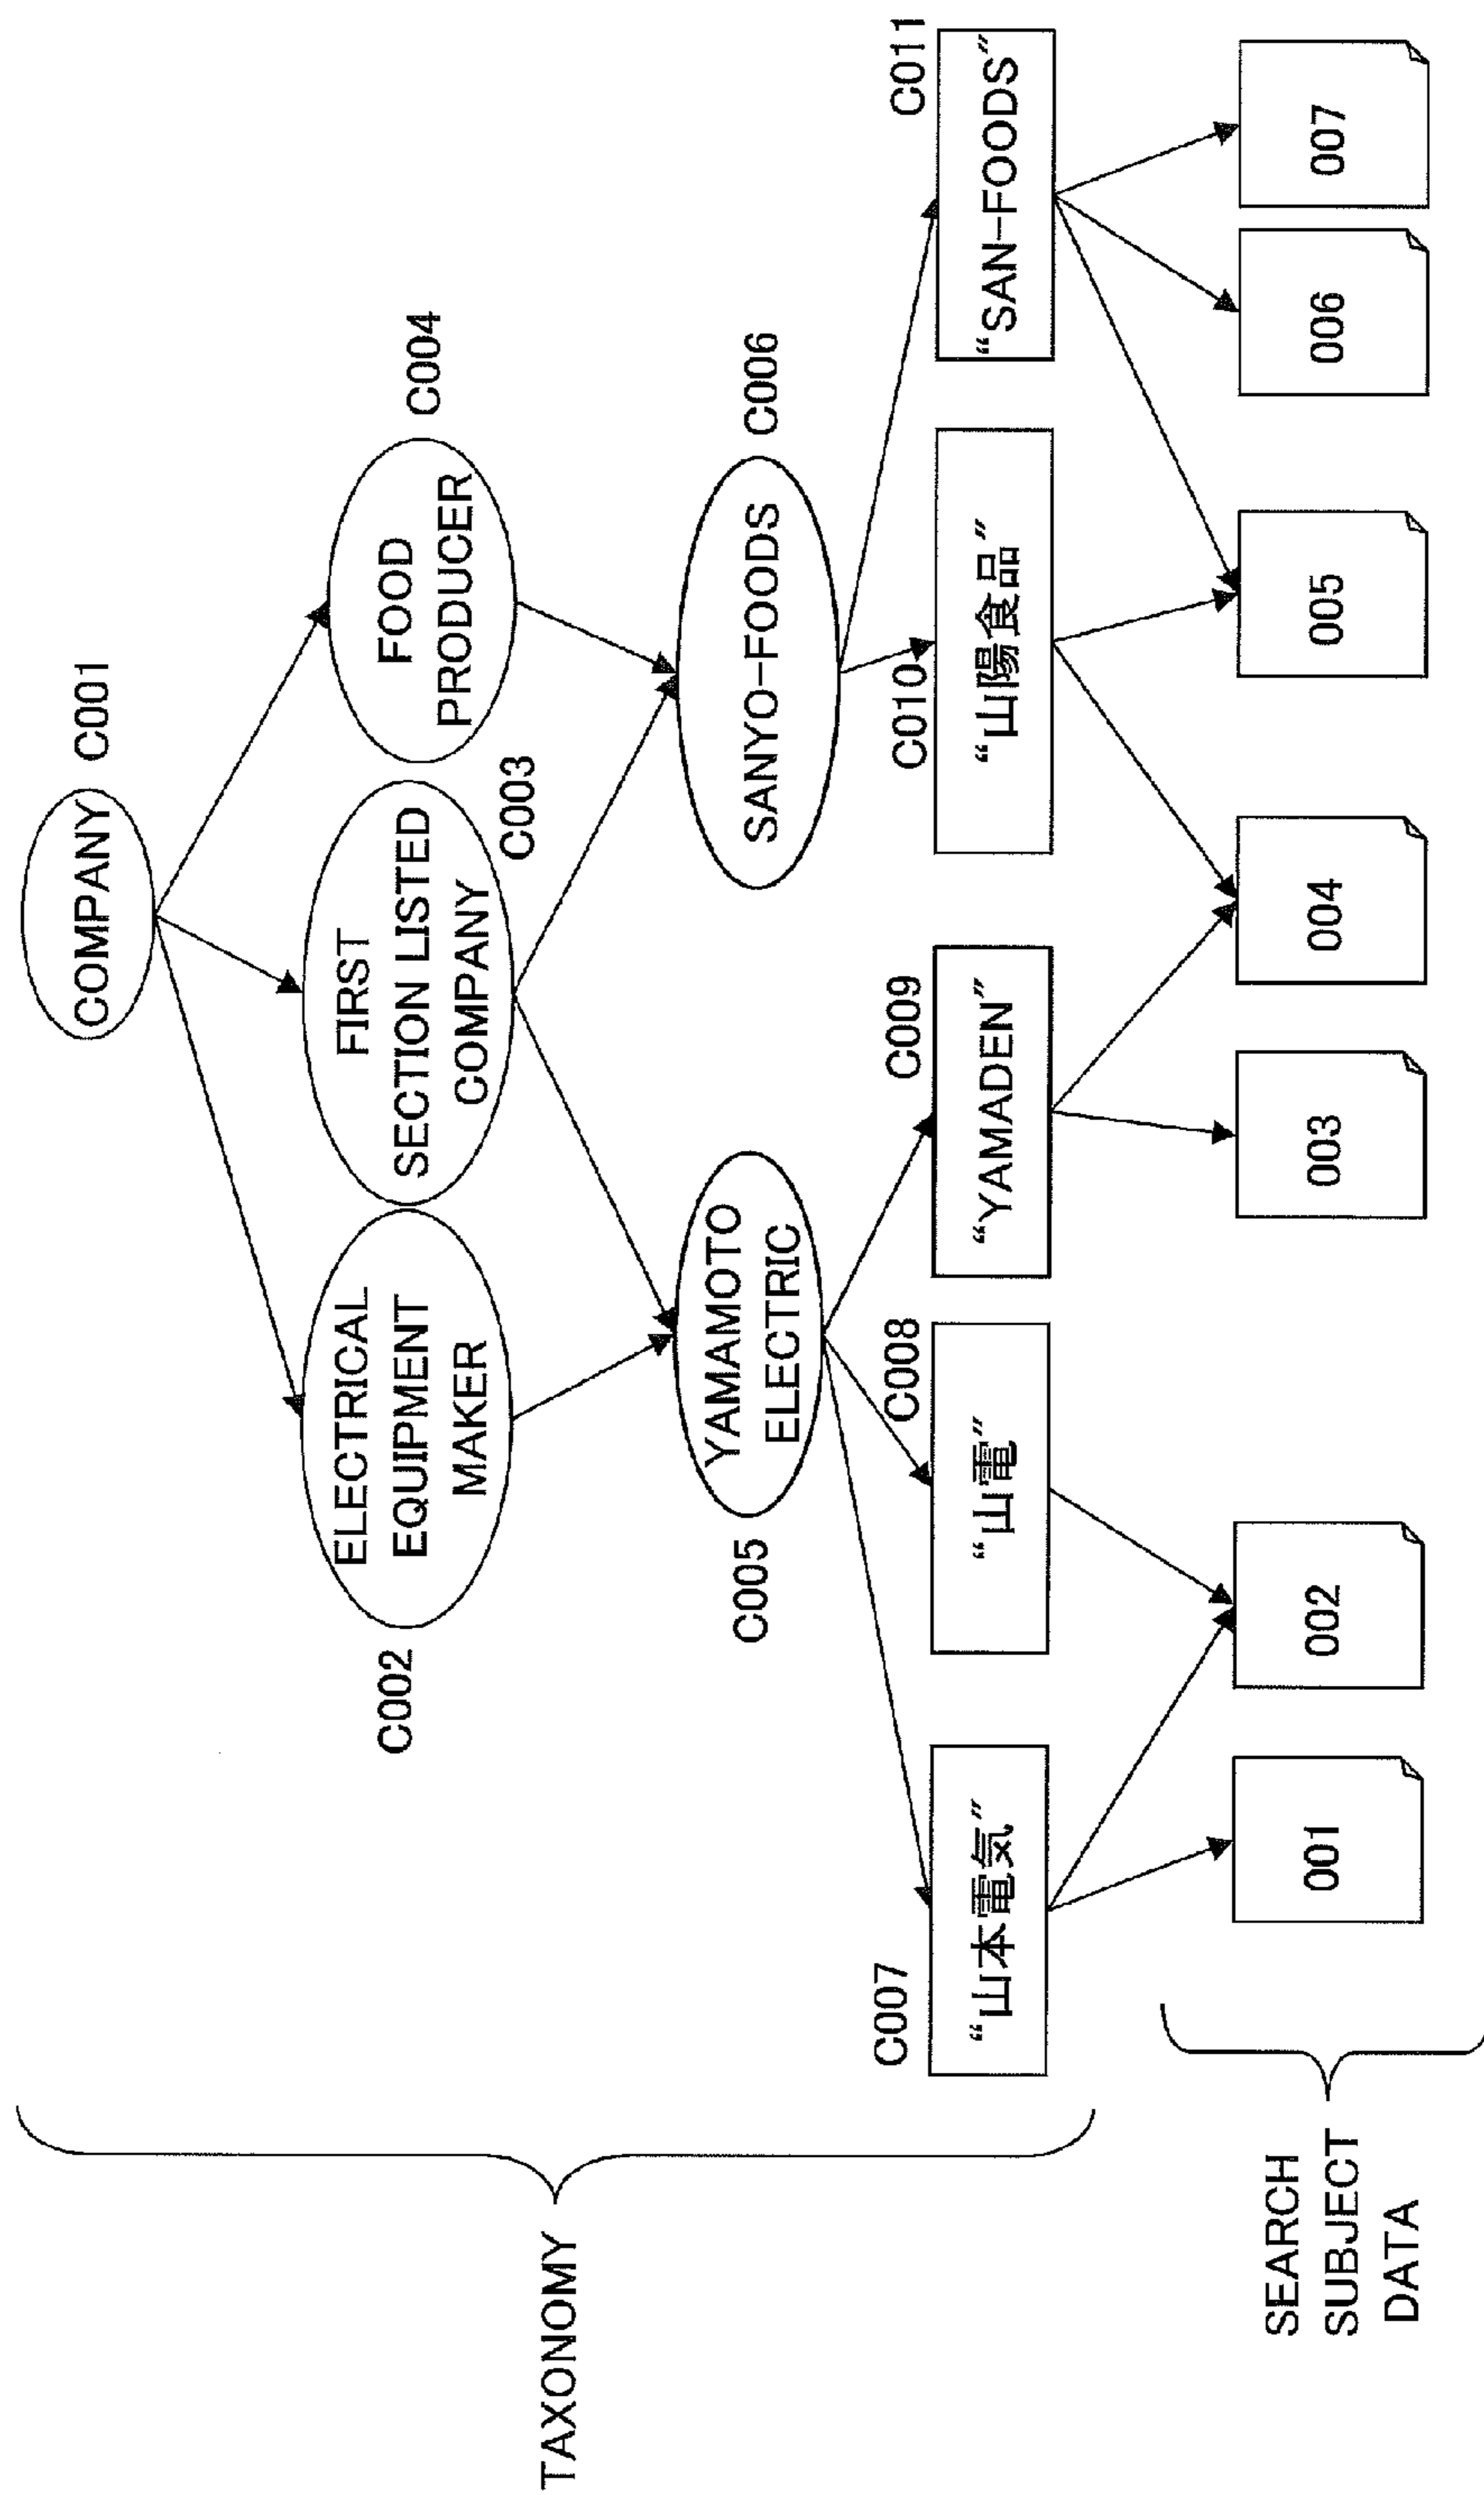 COMPANY
C001
ELECTRICAL
EQUIPMENT
MAKER
C002
FIRST
SECTION LISTED
COMPANY
C003
FOOD
PRODUCER
C004
YAMAMOTO
ELECTRIC
C005
SANYO-FOODS
C006
C007
“山本電気”
C008
“山電”
C009
“YAMADEN”
C010
“山陽食品”
C011
“SAN-FOODS”
TAXONOMY
001
002
003
004
005
006
007
SEARCH
SUBJECT
DATA